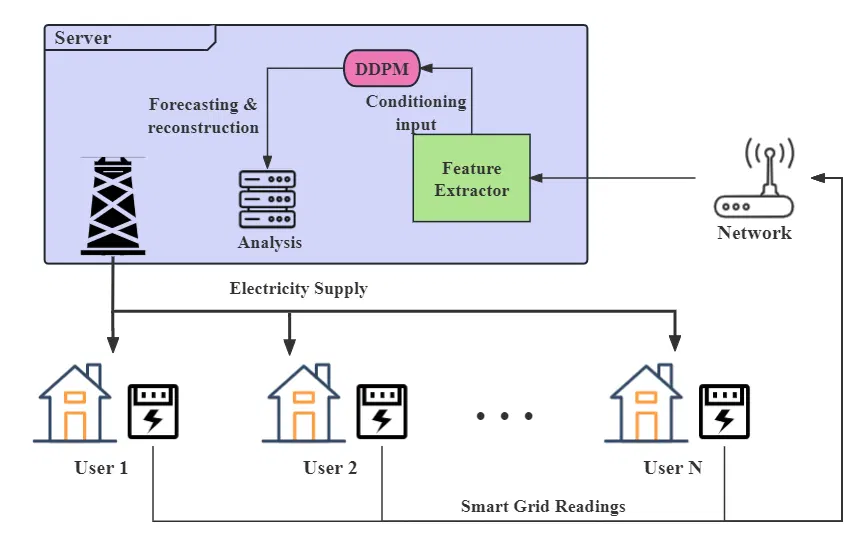 Server
DDPM
Forecasting &
reconstruction
Conditioning
input
Feature
Extractor
Analysis
Network
Electricity Supply
User 1
User 2
User N
Smart Grid Readings